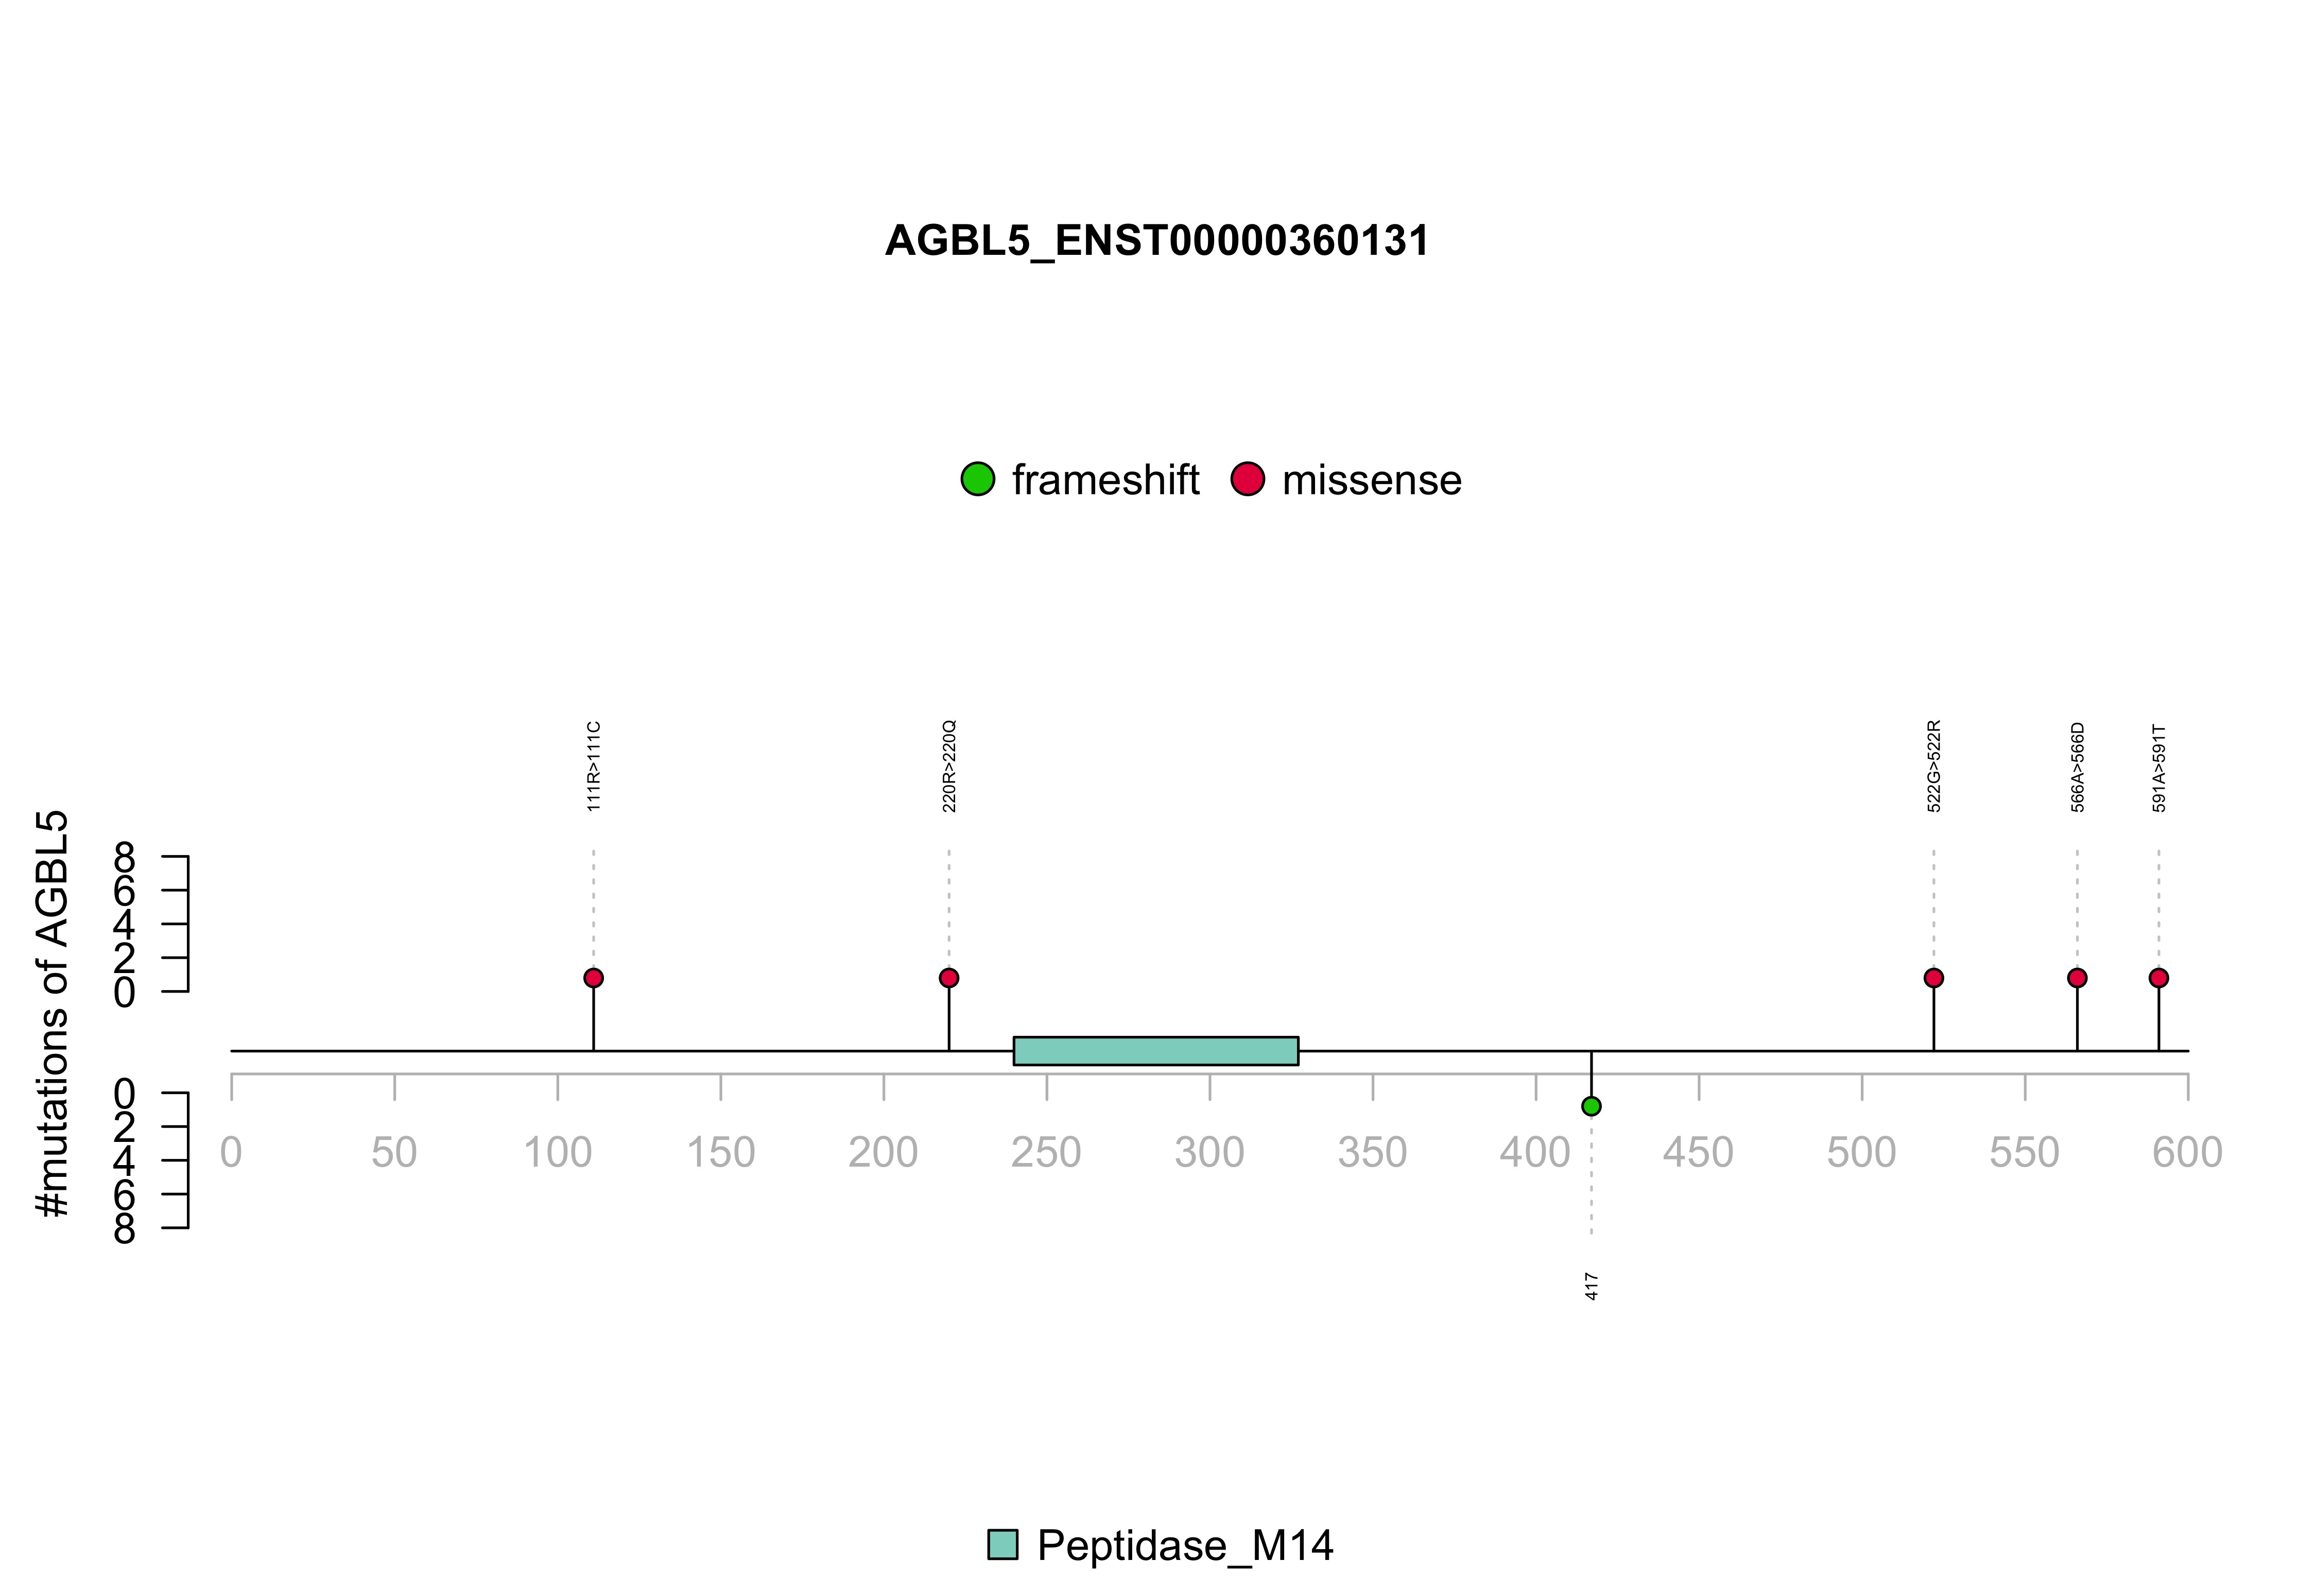 AGBL5_ENST00000360131
frameshift missense
111R>111C
220R>220Q
522G>522R
566A>566D
591A>591T
#mutations of AGBL5
8
6
4
2
0
0
2
4
6
8
0 50 100 150 200 250 300 350 400 450 500 550 600
417
Peptidase_M14